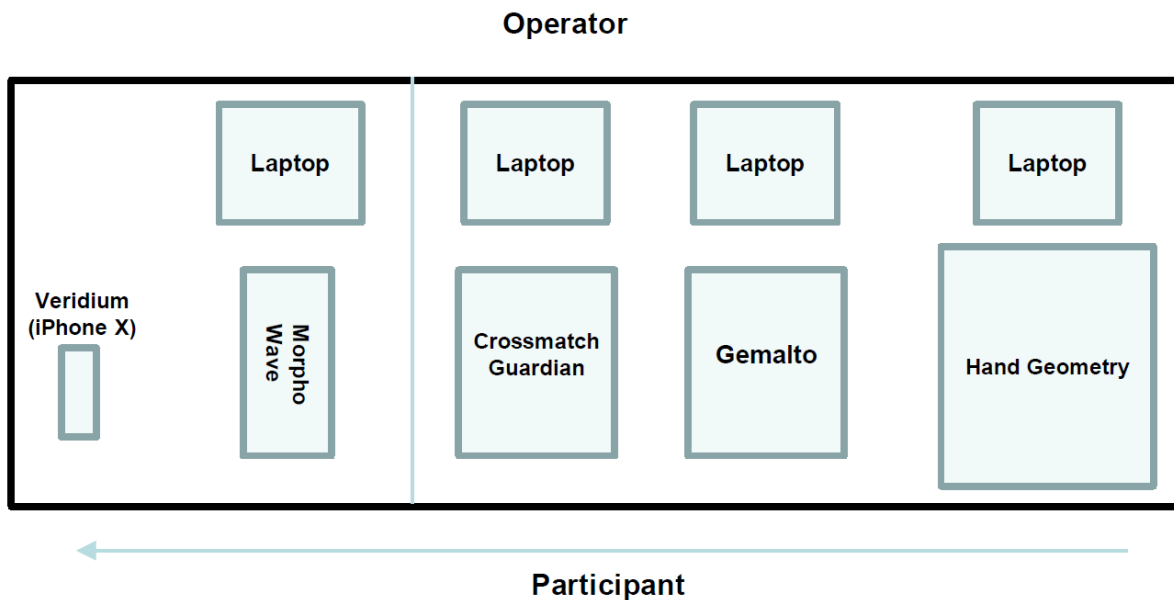 Operator
Laptop
Laptop
Laptop
Laptop
Veridium
(iPhone X)
Morpho
Wave
Crossmatch
Guardian
Gemalto
Hand Geometry
Participant